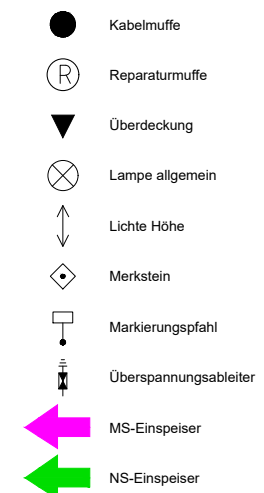 Kabelmuffe
R Reparaturmuffe
Überdeckung
Lampe allgemein
Lichte Höhe
Merkstein
Markierungspfahl
Überspannungsableiter
MS-Einspeiser
NS-Einspeiser